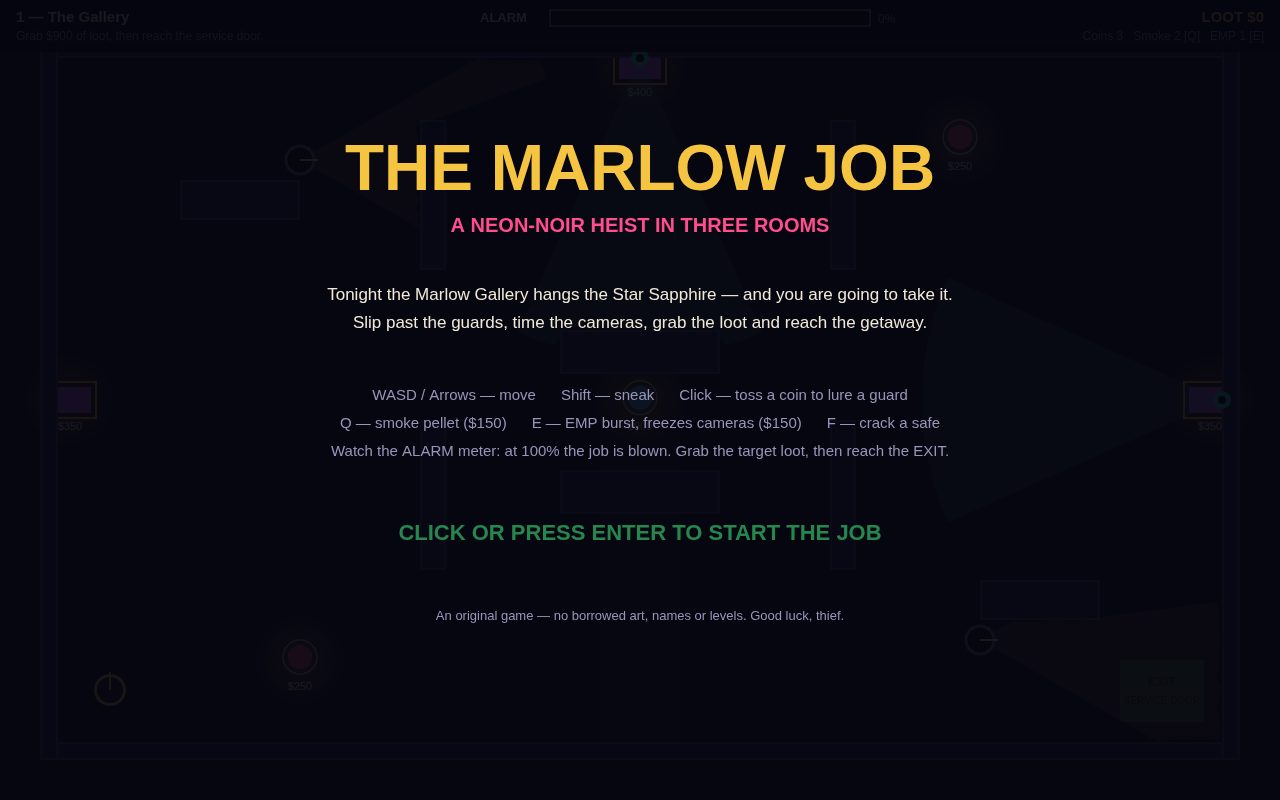 1 — The Gallery
ALARM
0%
LOOT $0
Grab $900 of loot, then reach the service door.
Coins 3 Smoke 2 [Q] EMP 1 [E]
$400
$250
THE MARLOW JOB
A NEON-NOIR HEIST IN THREE ROOMS
Tonight the Marlow Gallery hangs the Star Sapphire — and you are going to take it.
Slip past the guards, time the cameras, grab the loot and reach the getaway.
WASD / Arrows — move Shift — sneak Click — toss a coin to lure a guard
Q — smoke pellet ($150) E — EMP burst, freezes cameras ($150) F — crack a safe
$350
$350
Watch the ALARM meter: at 100% the job is blown. Grab the target loot, then reach the EXIT.
CLICK OR PRESS ENTER TO START THE JOB
An original game — no borrowed art, names or levels. Good luck, thief.
$250
EXIT
SERVICE DOOR